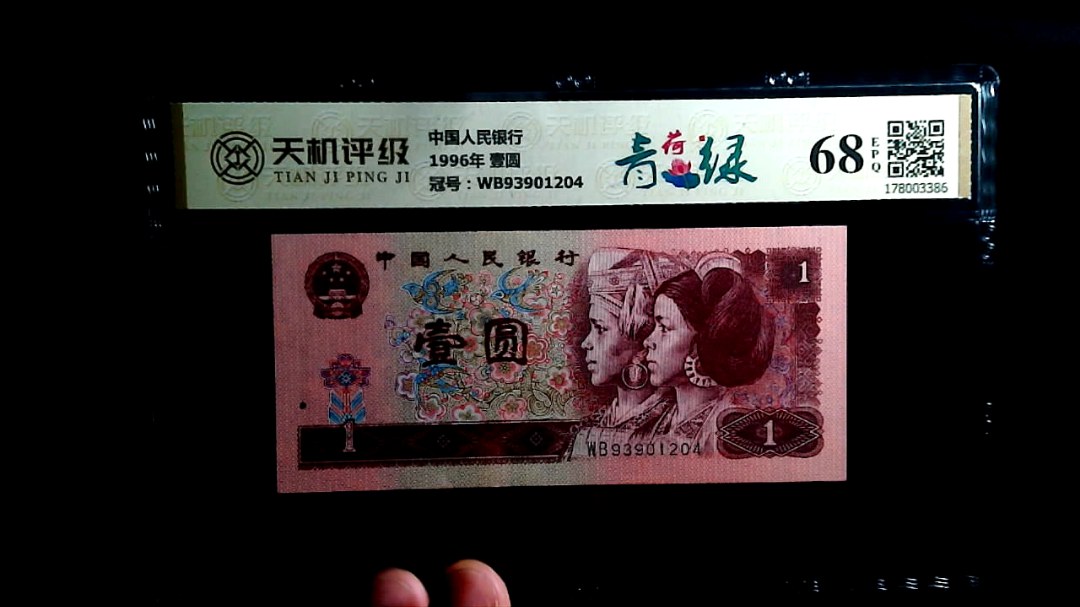 天机评级
TIAN JI PING JI
中国人民银行
1996年 壹圆
冠号：WB93901204
青荷绿
68
EPQ
178003386
中国人民银行
1
壹圆
1
WB93901204
1